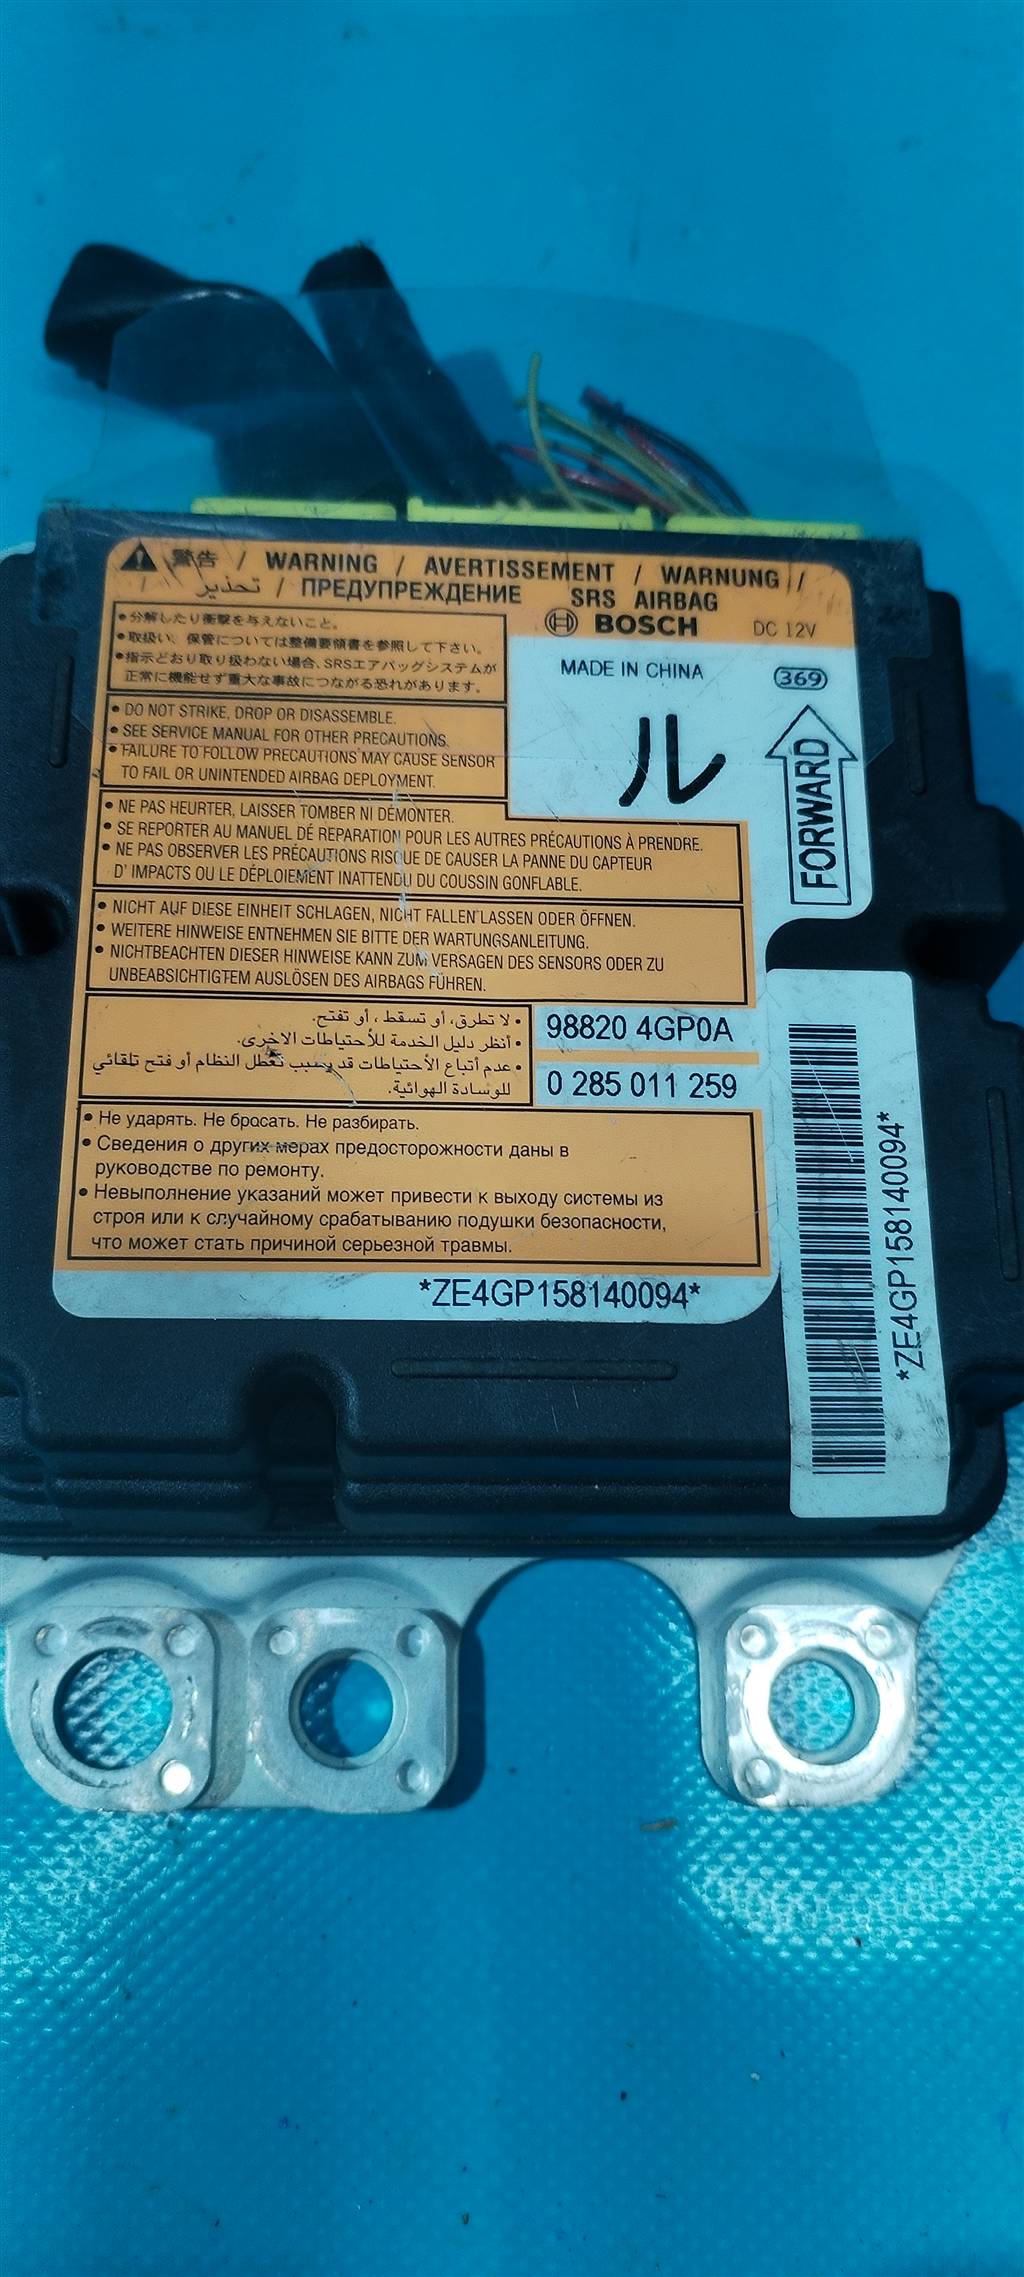 警告 / WARNING / AVERTISSEMENT / WARNUNG /
تحذير / ПРЕДУПРЕЖДЕНИЕ SRS AIRBAG
BOSCH DC 12V
MADE IN CHINA 369
ル
FORWARD
•分解したり衝撃を与えないこと。
•取扱い、保管については整備要領書を参照して下さい。
•指示どおり取り扱わない場合、SRSエアバッグシステムが
正常に機能せず重大な事故につながる恐れがあります。
• DO NOT STRIKE, DROP OR DISASSEMBLE.
• SEE SERVICE MANUAL FOR OTHER PRECAUTIONS.
• FAILURE TO FOLLOW PRECAUTIONS MAY CAUSE SENSOR
TO FAIL OR UNINTENDED AIRBAG DEPLOYMENT.
• NE PAS HEURTER, LAISSER TOMBER NI DÉMONTER.
• SE REPORTER AU MANUEL DE RÉPARATION POUR LES AUTRES PRÉCAUTIONS À PRENDRE.
• NE PAS OBSERVER LES PRÉCAUTIONS RISQUE DE CAUSER LA PANNE DU CAPTEUR
D' IMPACTS OU LE DÉPLOIEMENT INATTENDU DU COUSSIN GONFLABLE.
• NICHT AUF DIESE EINHEIT SCHLAGEN, NICHT FALLEN LASSEN ODER ÖFFNEN.
• WEITERE HINWEISE ENTNEHMEN SIE BITTE DER WARTUNGSANLEITUNG.
• NICHTBEACHTEN DIESER HINWEISE KANN ZUM VERSAGEN DES SENSORS ODER ZU
UNBEABSICHTIGTEM AUSLÖSEN DES AIRBAGS FÜHREN.
• لا تطرق، أو تسقط ، أو تفتح.
• أنظر دليل الخدمة للأحتياطات الاخرى.
• عدم أتباع الأحتياطات قد يسبب تعطل النظام أو فتح تلقائي
للوسادة الهوائية.
98820 4GP0A
0 285 011 259
• Не ударять. Не бросать. Не разбирать.
• Сведения о других мерах предосторожности даны в
руководстве по ремонту.
• Невыполнение указаний может привести к выходу системы из
строя или к случайному срабатыванию подушки безопасности,
что может стать причиной серьезной травмы.
*ZE4GP158140094*
*ZE4GP158140094*